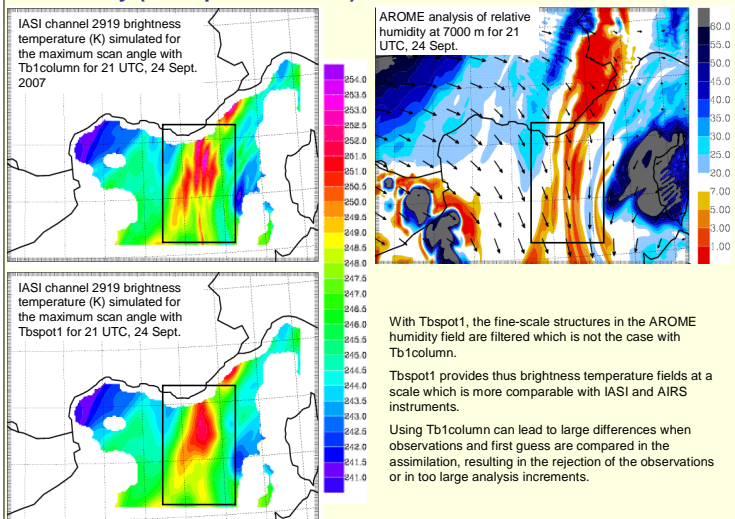 IASI channel 2919 brightness
temperature (K) simulated for
the maximum scan angle with
Tb1column for 21 UTC, 24 Sept.
2007
AROME analysis of relative
humidity at 7000 m for 21
UTC, 24 Sept.
254.0
253.0
252.5
252.0
251.0
250.5
250.0
249.5
249.0
248.5
248.0
247.5
247.0
246.5
246.0
245.5
245.0
244.5
244.0
243.5
243.0
242.5
242.0
241.5
241.0
60.0
55.0
50.0
45.0
40.0
35.0
30.0
25.0
20.0
7.00
5.00
3.00
1.00
IASI channel 2919 brightness
temperature (K) simulated for
the maximum scan angle with
Tbspot1 for 21 UTC, 24 Sept.
With Tbspot1, the fine-scale structures in the AROME
humidity field are filtered which is not the case with
Tb1column.
Tbspot1 provides thus brightness temperature fields at a
scale which is more comparable with IASI and AIRS
instruments.
Using Tb1column can lead to large differences when
observations and first guess are compared in the
assimilation, resulting in the rejection of the observations
or in too large analysis increments.